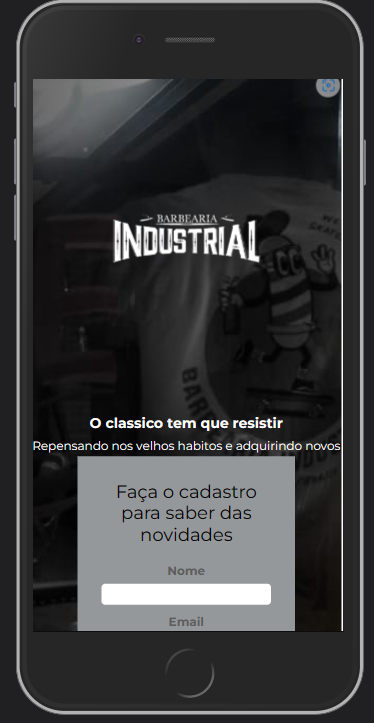 BARBEARIA
INDUSTRIAL
O classico tem que resistir
Repensando nos velhos habitos e adquirindo novos
Faça o cadastro
para saber das
novidades
Nome
Email